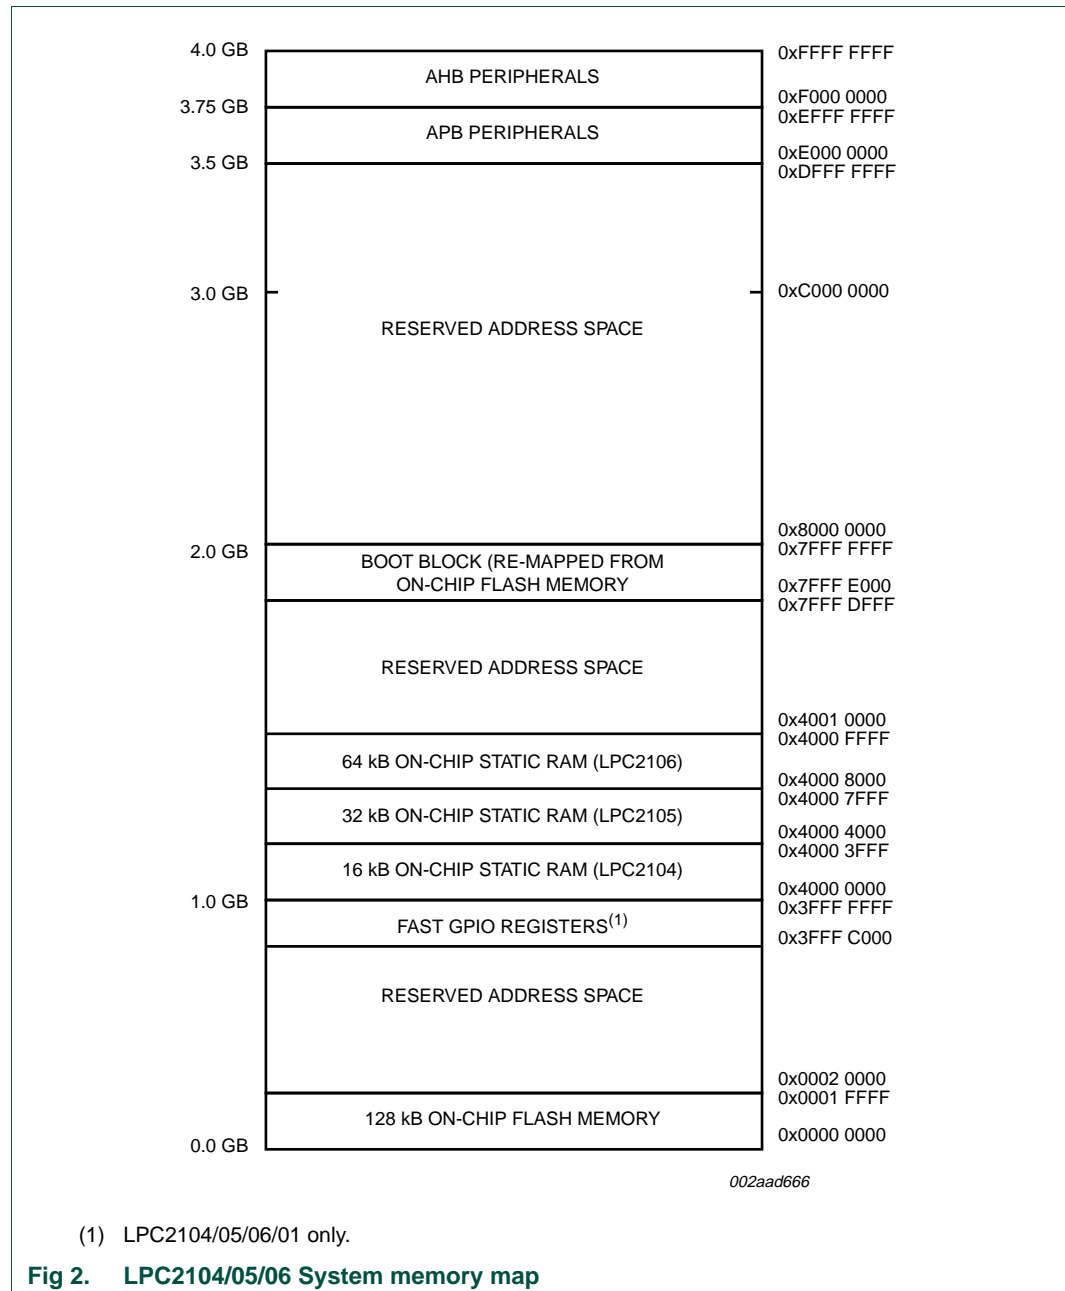 4.0 GB
0xFFFF FFFF
AHB PERIPHERALS
0xF000 0000
3.75 GB
0xEFFF FFFF
APB PERIPHERALS
0xE000 0000
3.5 GB
0xDFFF FFFF
3.0 GB
0xC000 0000
RESERVED ADDRESS SPACE
0x8000 0000
2.0 GB
0x7FFF FFFF
BOOT BLOCK (RE-MAPPED FROM
ON-CHIP FLASH MEMORY
0x7FFF E000
0x7FFF DFFF
RESERVED ADDRESS SPACE
0x4001 0000
0x4000 FFFF
64 kB ON-CHIP STATIC RAM (LPC2106)
0x4000 8000
0x4000 7FFF
32 kB ON-CHIP STATIC RAM (LPC2105)
0x4000 4000
0x4000 3FFF
16 kB ON-CHIP STATIC RAM (LPC2104)
0x4000 0000
1.0 GB
0x3FFF FFFF
FAST GPIO REGISTERS(1)
0x3FFF C000
RESERVED ADDRESS SPACE
0x0002 0000
0x0001 FFFF
128 kB ON-CHIP FLASH MEMORY
0x0000 0000
0.0 GB
002aad666
(1) LPC2104/05/06/01 only.
Fig 2. LPC2104/05/06 System memory map